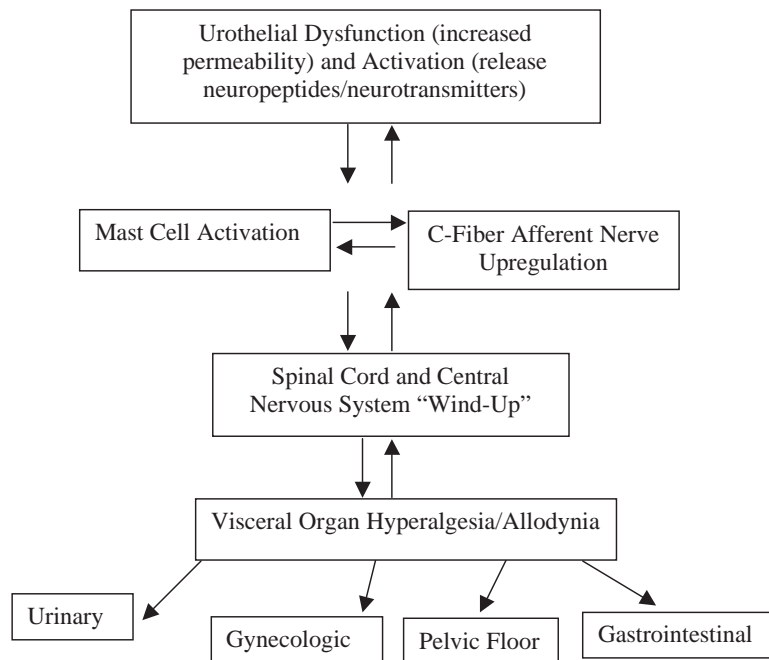 Urothelial Dysfunction (increased
permeability) and Activation (release
neuropeptides/neurotransmitters)
Mast Cell Activation
C-Fiber Afferent Nerve
Upregulation
Spinal Cord and Central
Nervous System “Wind-Up”
Visceral Organ Hyperalgesia/Allodynia
Urinary
Gynecologic
Pelvic Floor
Gastrointestinal